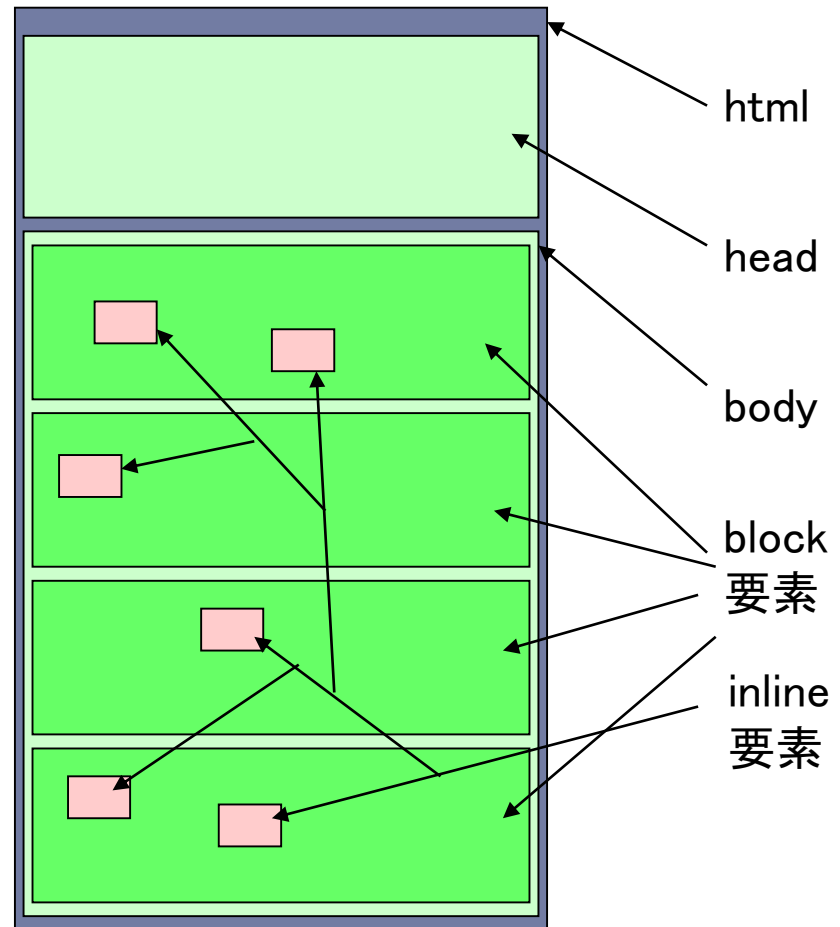 html
head
body
block
要素
inline
要素